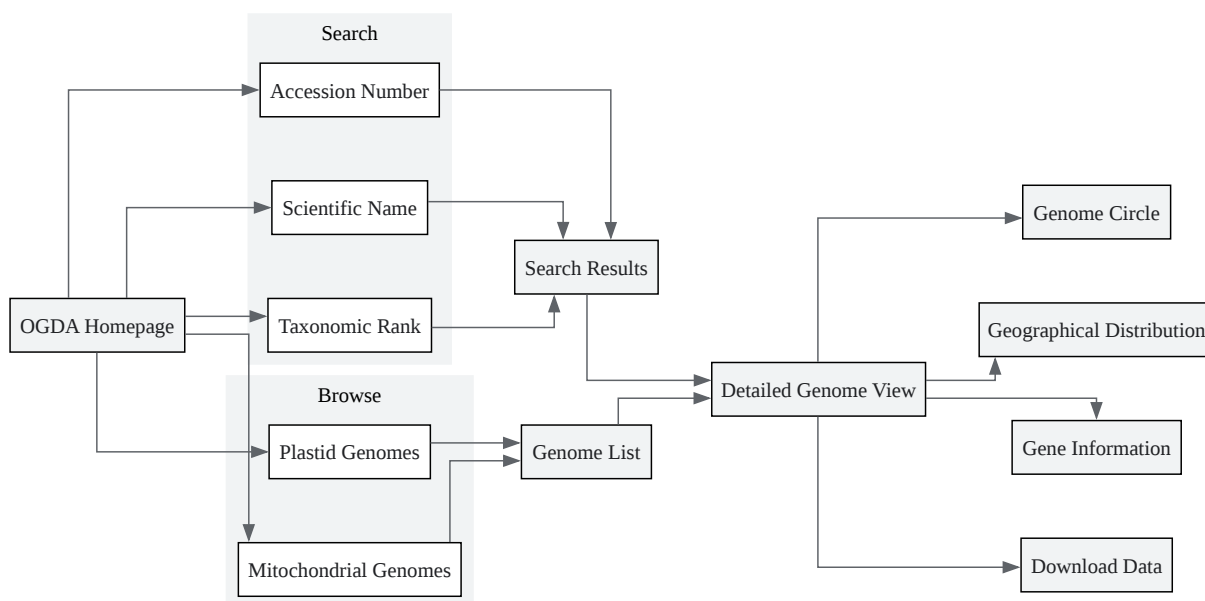 Search
Accession Number
Scientific Name
Taxonomic Rank
OGDA Homepage
Browse
Plastid Genomes
Mitochondrial Genomes
Search Results
Genome List
Detailed Genome View
Genome Circle
Geographical Distribution
Gene Information
Download Data